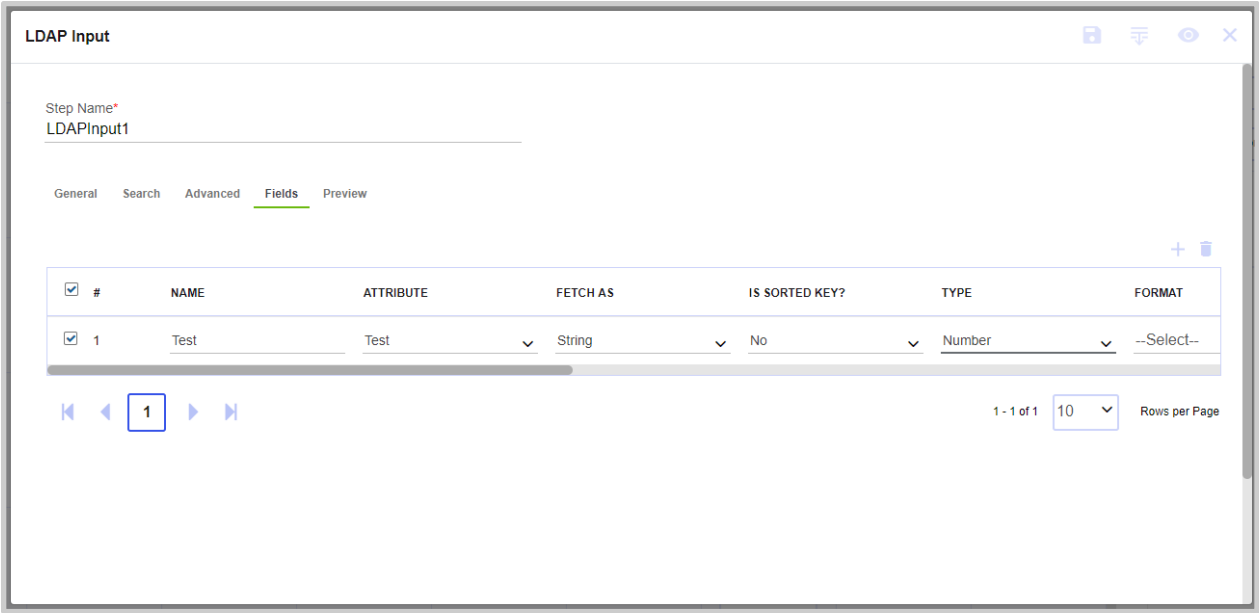 LDAP Input
Step Name*
LDAPInput1
General Search Advanced Fields Preview
# NAME ATTRIBUTE FETCH AS IS SORTED KEY? TYPE FORMAT
1 Test Test String No Number --Select--
1 1 - 1 of 1 10 Rows per Page